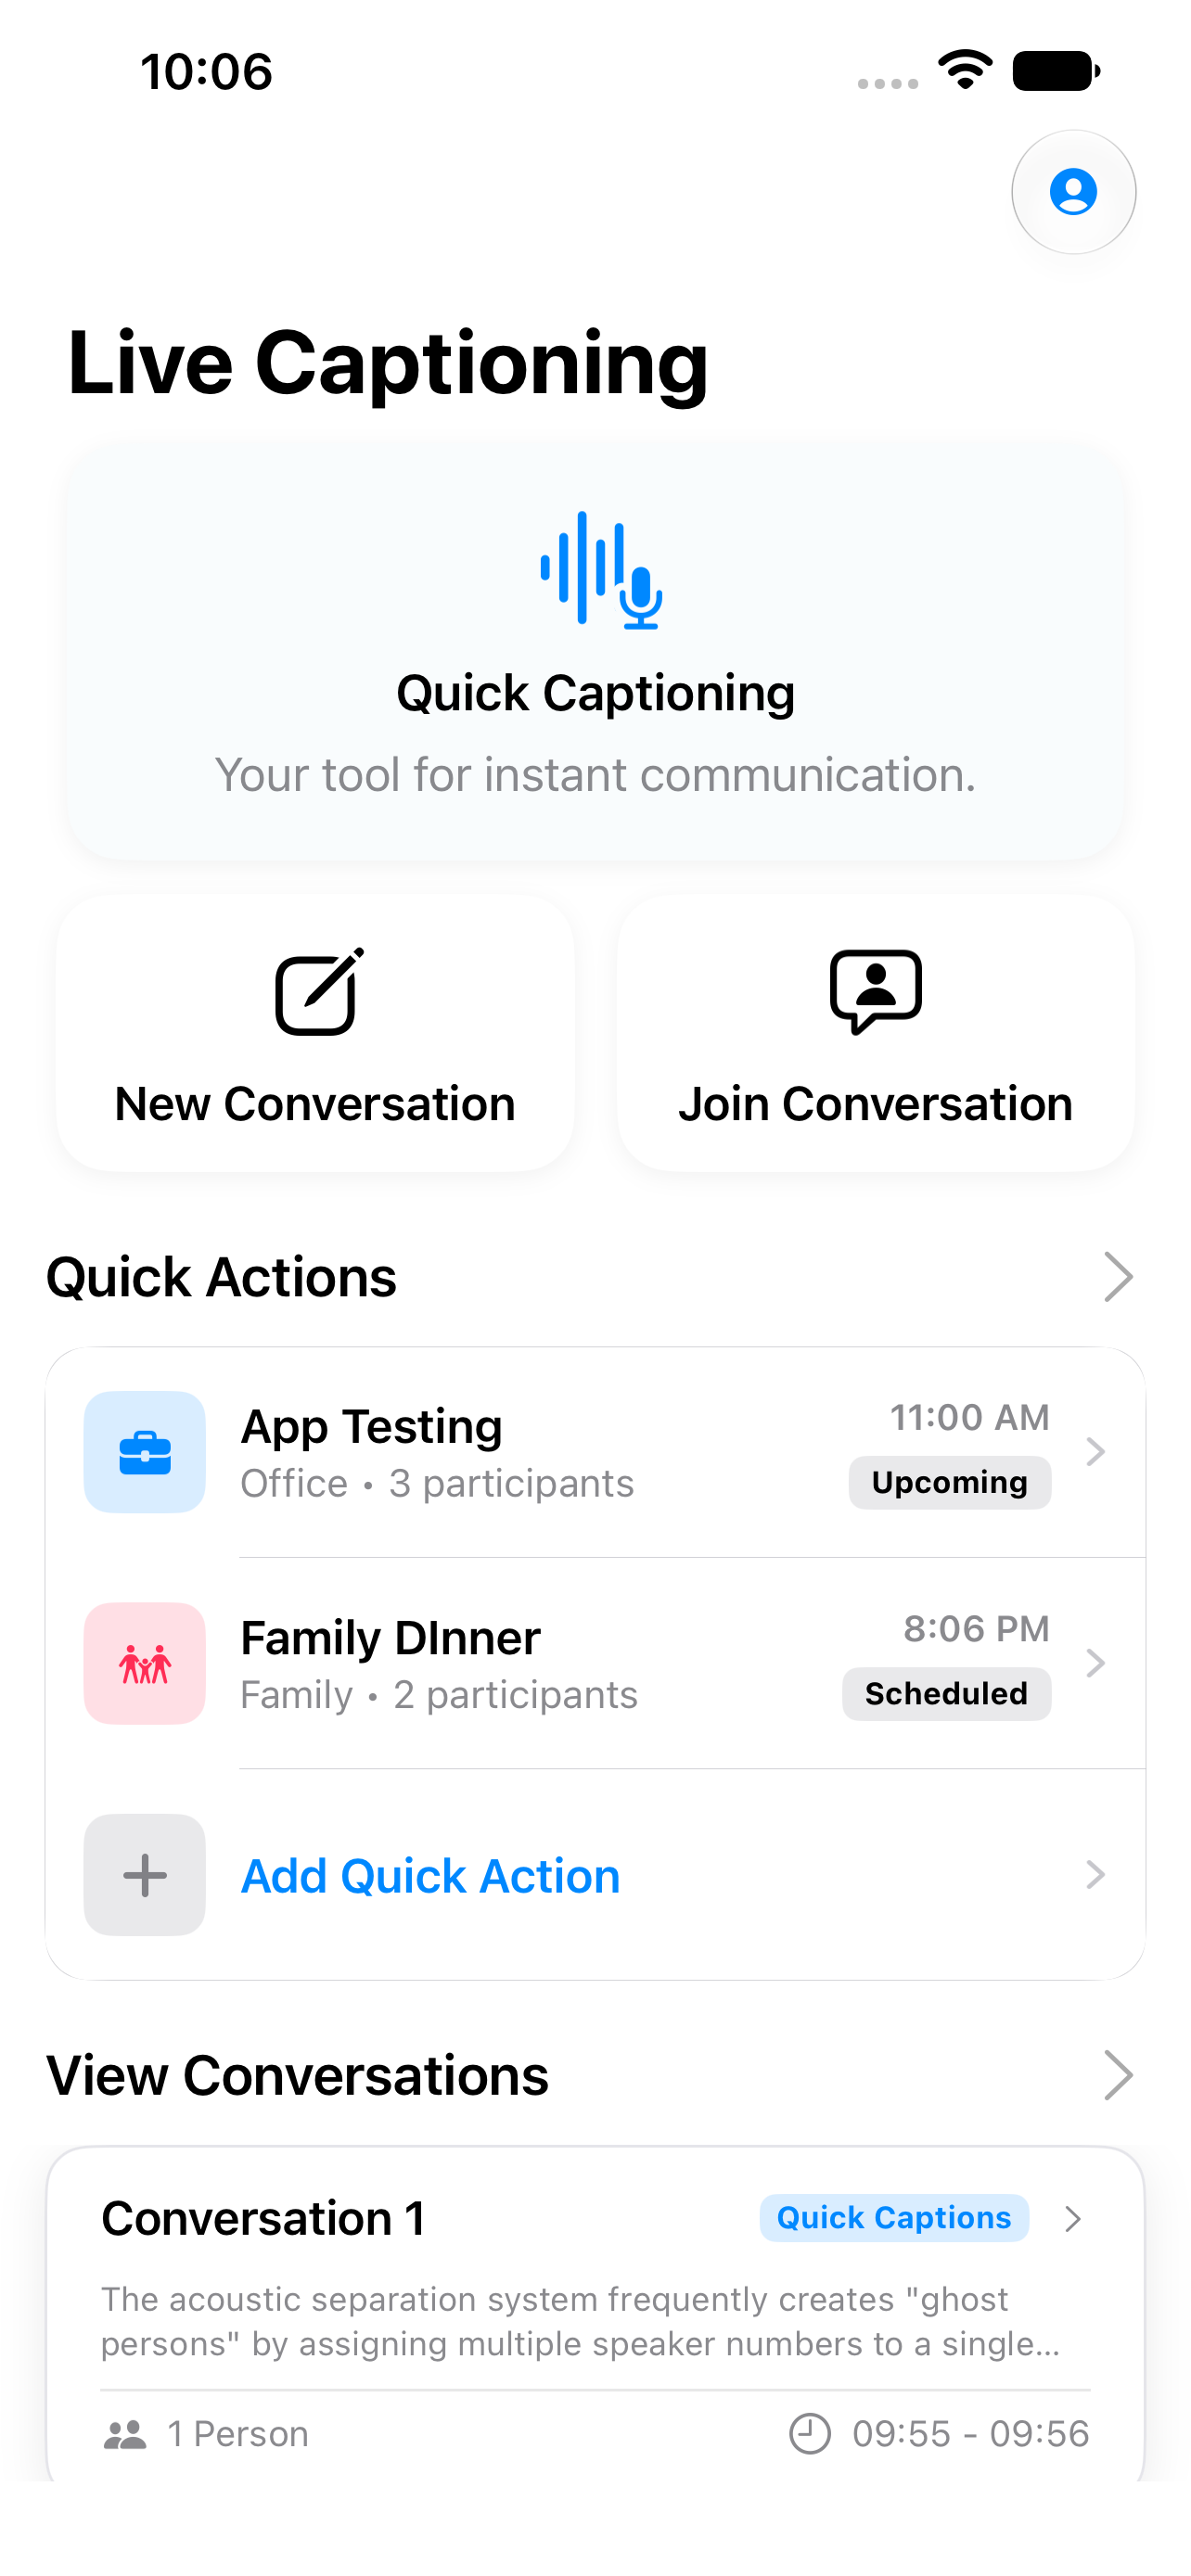 10:06
Live Captioning
Quick Captioning
Your tool for instant communication.
New Conversation
Join Conversation
Quick Actions
App Testing
Office • 3 participants
11:00 AM
Upcoming
Family DInner
Family • 2 participants
8:06 PM
Scheduled
Add Quick Action
View Conversations
Conversation 1
Quick Captions
The acoustic separation system frequently creates "ghost
persons" by assigning multiple speaker numbers to a single...
1 Person
09:55 - 09:56